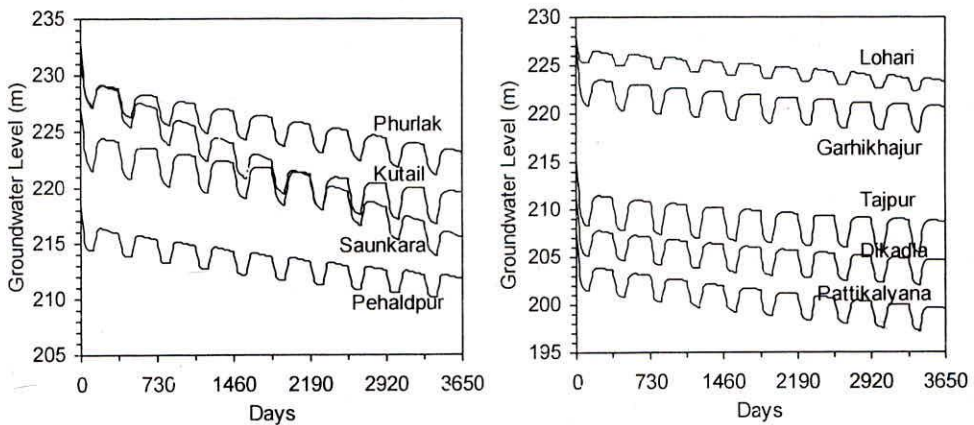 235
230
225
220
215
210
205
Groundwater Level (m)
Phurlak
Kutail
Saunkara
Pehaldpur
0 730 1460 2190 2920 3650
Days
230
225
220
215
210
205
200
195
Groundwater Level (m)
Lohari
Garhikhajur
Tajpur
Dikadla
Pattikalyana
0 730 1460 2190 2920 3650
Days